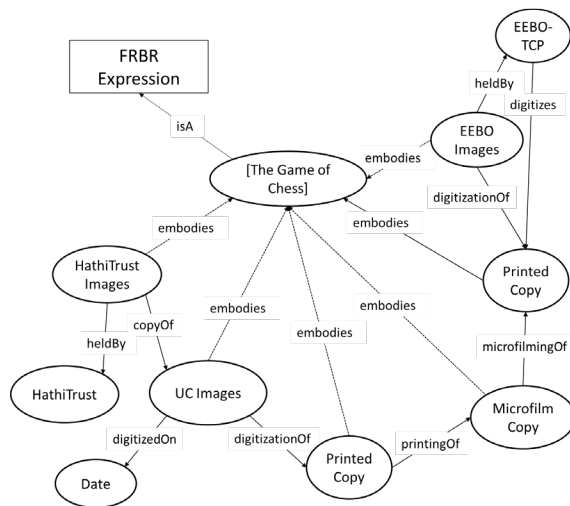 EEBO-
TCP
FRBR
Expression
heldBy
digitizes
isA
EEBO
Images
embodies
[The Game of
Chess]
digitizationOf
embodies
embodies
HathiTrust
Images
Printed
Copy
embodies
embodies
embodies
copyOf
heldBy
microfilmingOf
HathiTrust
UC Images
Microfilm
Copy
digitizedOn
digitizationOf
printingOf
Printed
Copy
Date